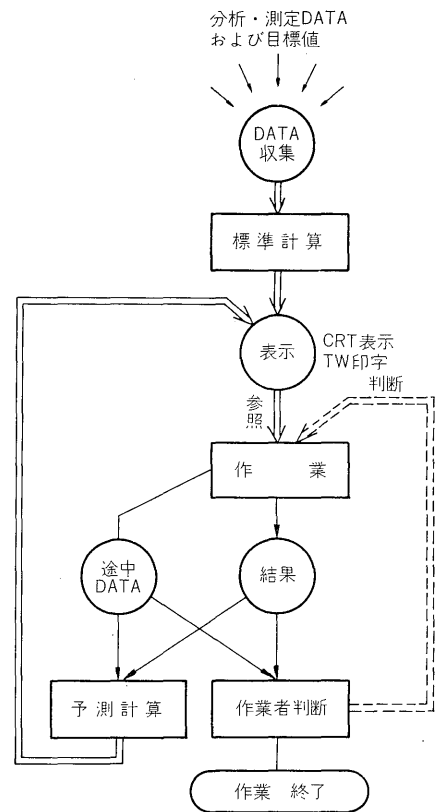 分析・測定DATA
および目標値
DATA
収集
標準計算
表示
CRT表示
TW印字
判断
参照
作業
途中
DATA
結果
予測計算
作業者判断
作業 終了